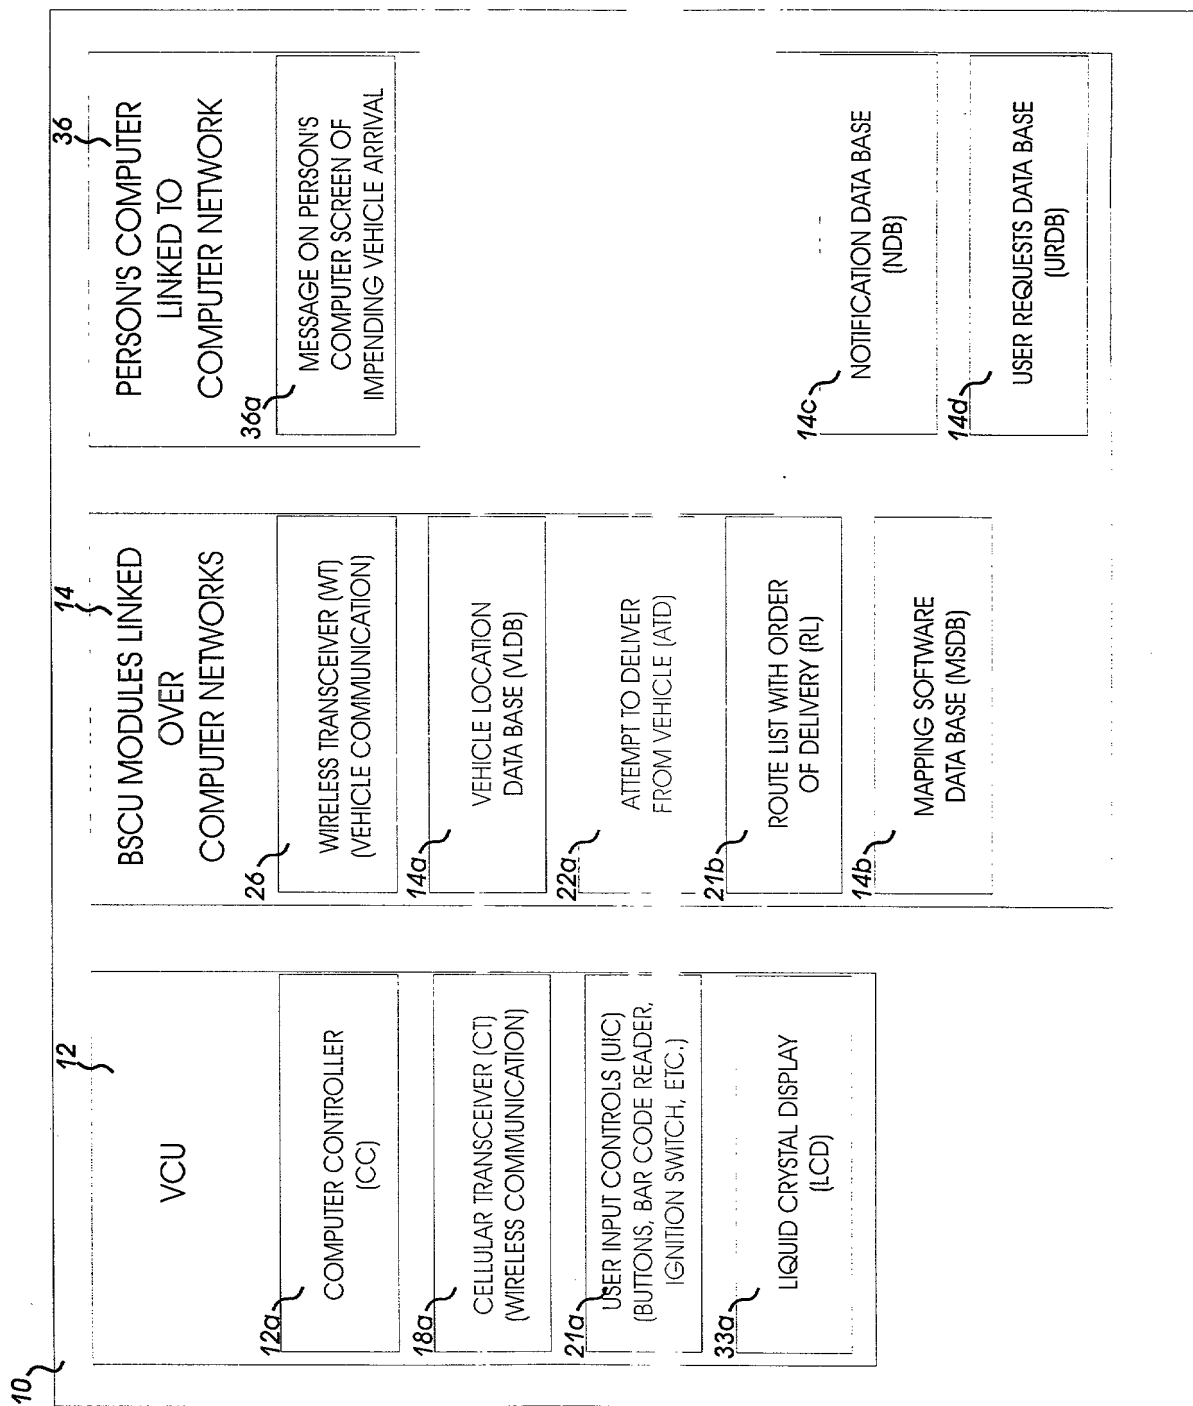 10
12
VCU
12a
COMPUTER CONTROLLER
(CC)
18a
CELLULAR TRANSCEIVER (CT)
(WIRELESS COMMUNICATION)
21a
USER INPUT CONTROLS (UIC)
(BUTTONS, BAR CODE READER,
IGNITION SWITCH, ETC.)
33a
LIQUID CRYSTAL DISPLAY
(LCD)
14
BSCU MODULES LINKED
OVER
COMPUTER NETWORKS
26
WIRELESS TRANSCEIVER (WT)
(VEHICLE COMMUNICATION)
14a
VEHICLE LOCATION
DATA BASE (VLDB)
22a
ATTEMPT TO DELIVER
FROM VEHICLE (ATD)
21b
ROUTE LIST WITH ORDER
OF DELIVERY (RL)
14b
MAPPING SOFTWARE
DATA BASE (MSDB)
36
PERSON'S COMPUTER
LINKED TO
COMPUTER NETWORK
36a
MESSAGE ON PERSON'S
COMPUTER SCREEN OF
IMPENDING VEHICLE ARRIVAL
14c
NOTIFICATION DATA BASE
(NDB)
14d
USER REQUESTS DATA BASE
(URDB)